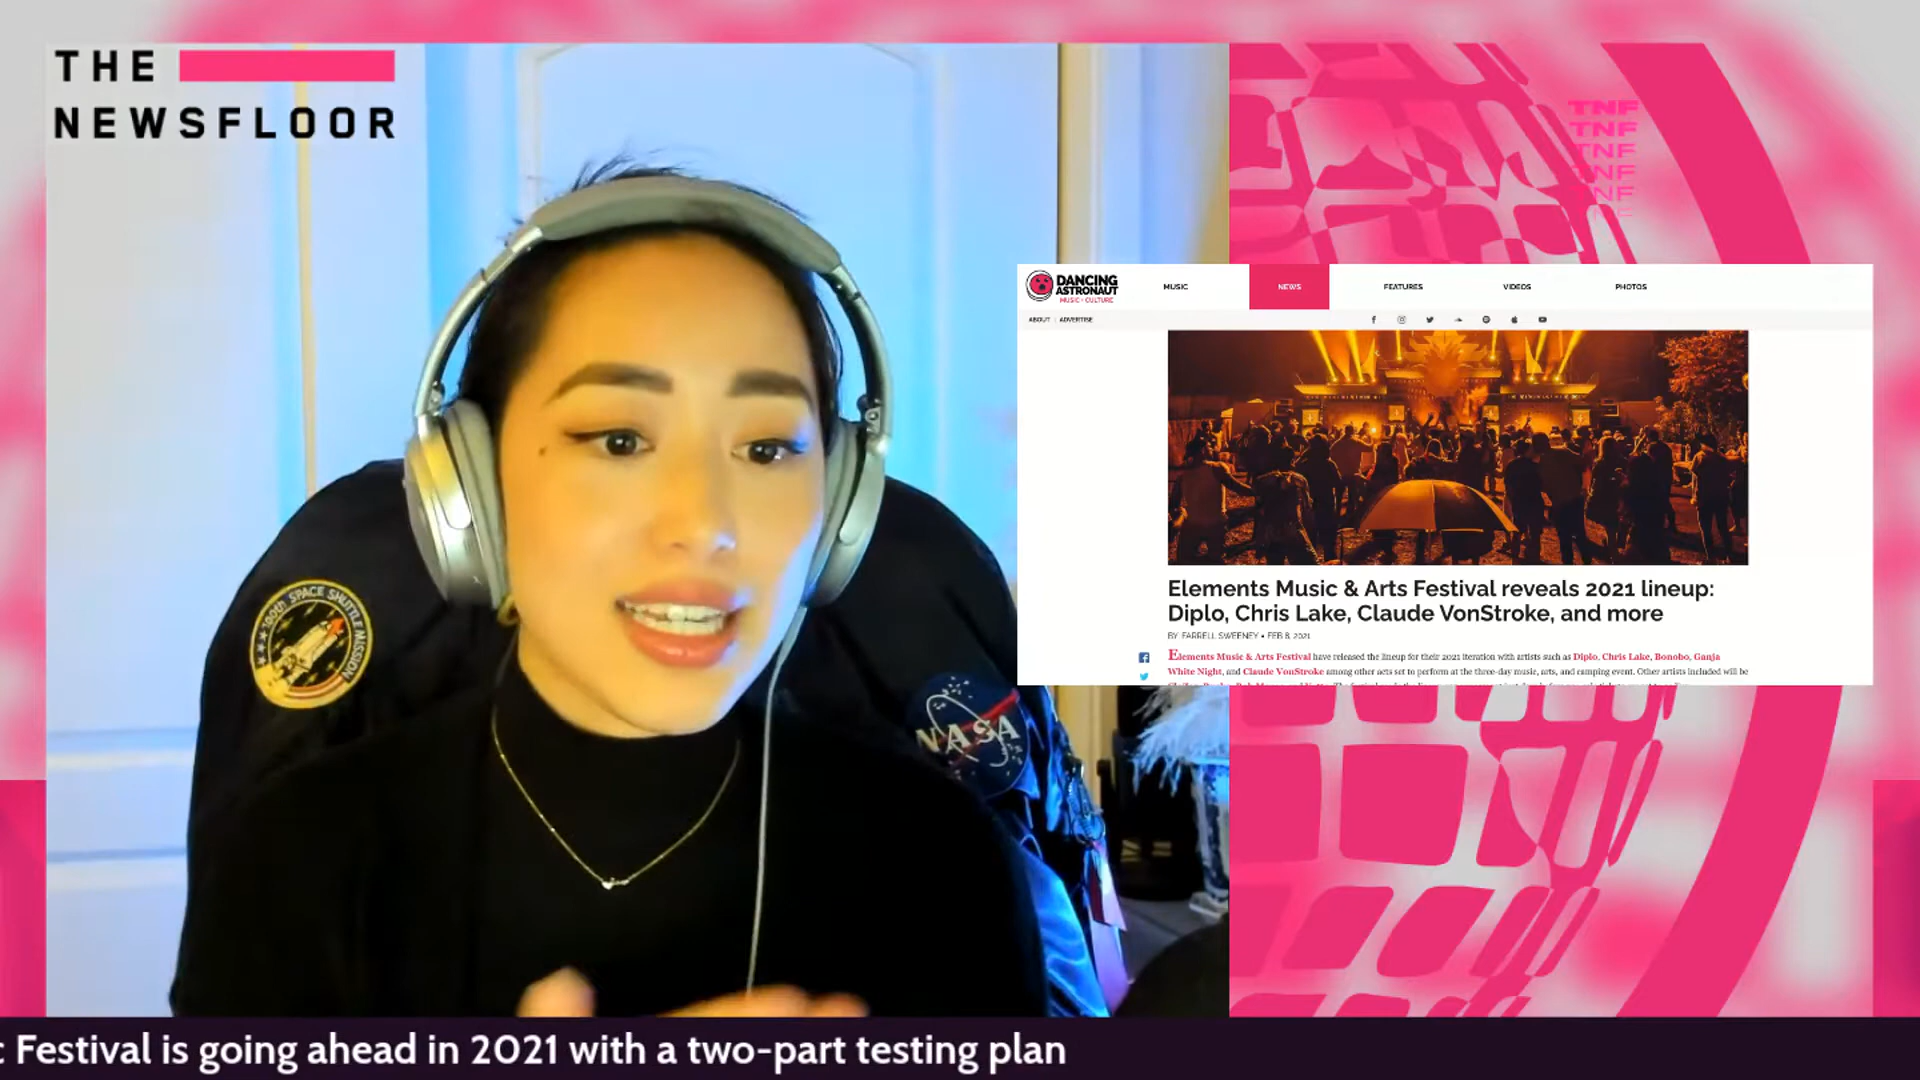 THE
NEWSFLOOR
TNF
TNF
TNF
TNF
TNF
DANCING
ASTRONAUT
MUSIC + CULTURE
MUSIC
NEWS
FEATURES
VIDEOS
PHOTOS
ABOUT
ADVERTISE
Elements Music & Arts Festival reveals 2021 lineup:
Diplo, Chris Lake, Claude VonStroke, and more
BY FARRELL SWEENEY • FEB 8, 2021
Elements Music & Arts Festival have released the lineup for their 2021 iteration with artists such as Diplo, Chris Lake, Bonobo, Ganja
White Night, and Claude VonStroke among other acts set to perform at the three-day music, arts, and camping event. Other artists included will be
100th SPACE SHUTTLE MISSION
NASA
c Festival is going ahead in 2021 with a two-part testing plan